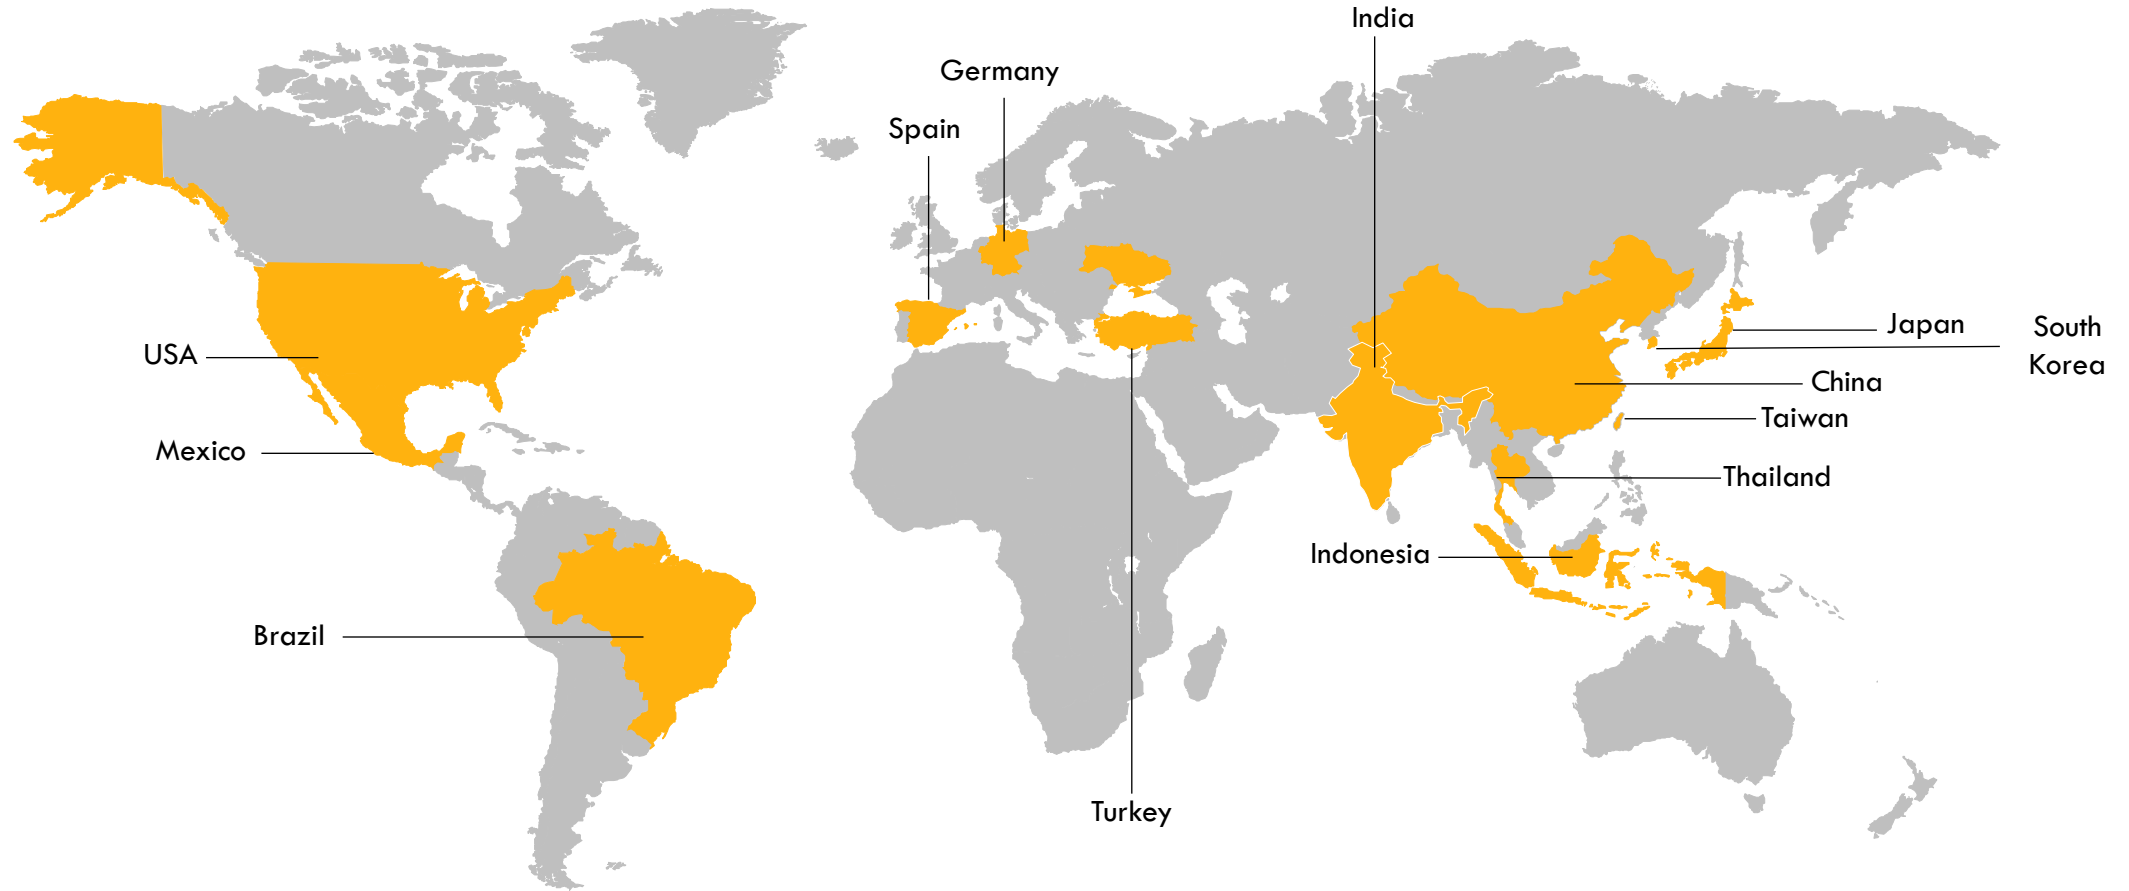 India
Germany
Spain
Japan
South
Korea
USA
China
Taiwan
Mexico
Thailand
Indonesia
Brazil
Turkey